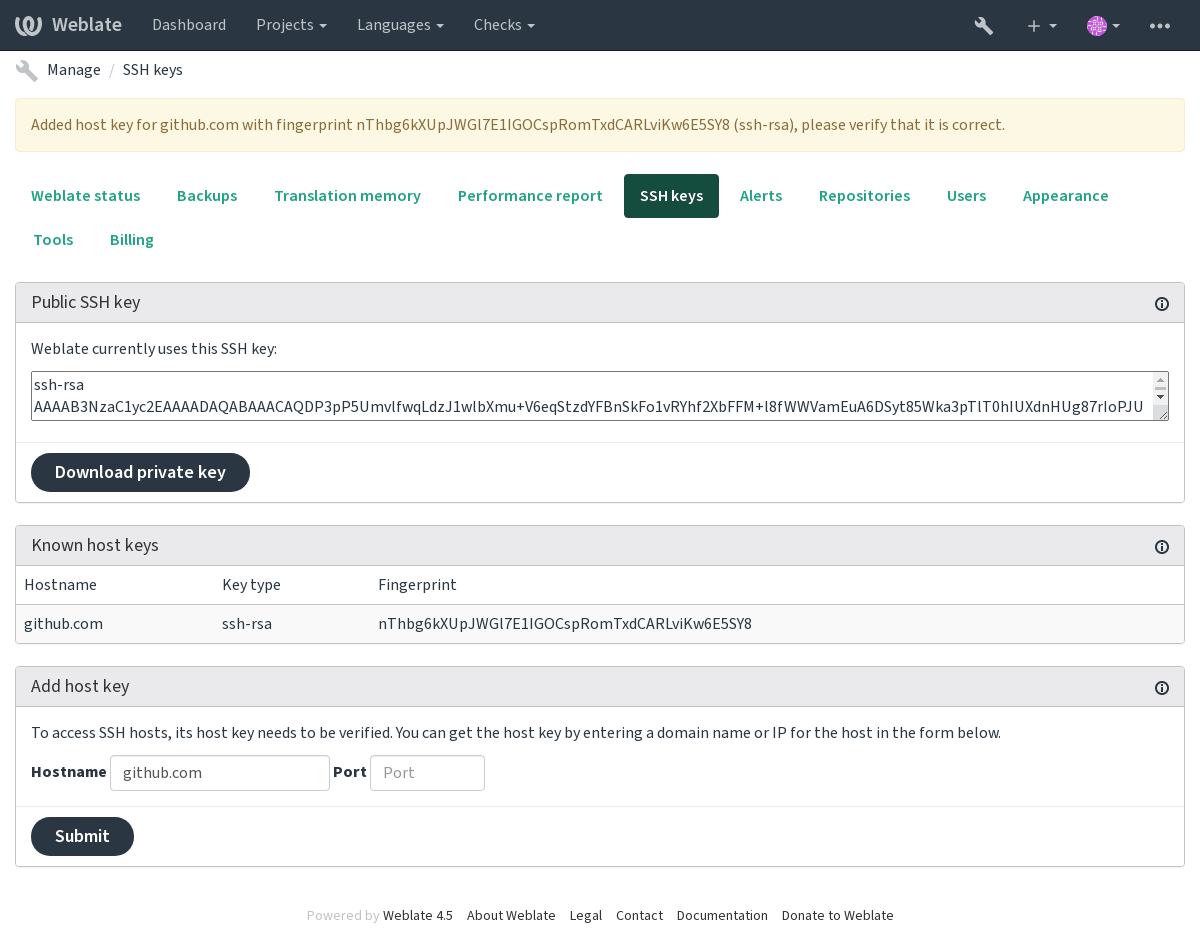 Weblate Dashboard Projects Languages Checks
Manage / SSH keys
Added host key for github.com with fingerprint nThbg6kXUpJWGl7E1IGOCspRomTxdCARLviKw6E5SY8 (ssh-rsa), please verify that it is correct.
Weblate status Backups Translation memory Performance report SSH keys Alerts Repositories Users Appearance
Tools Billing
Public SSH key
Weblate currently uses this SSH key:
ssh-rsa
AAAAB3NzaC1yc2EAAAADAQABAAACAQDP3pP5UmvlfwqLdzJ1wlbXmu+V6eqStzdYFBnSkFo1vRYhf2XbFFM+l8fWWVamEuA6DSyt85Wka3pTlT0hIUXdnHUg87rIoPJU
Download private key
Known host keys
Hostname Key type Fingerprint
github.com ssh-rsa nThbg6kXUpJWGl7E1IGOCspRomTxdCARLviKw6E5SY8
Add host key
To access SSH hosts, its host key needs to be verified. You can get the host key by entering a domain name or IP for the host in the form below.
Hostname github.com Port Port
Submit
Powered by Weblate 4.5 About Weblate Legal Contact Documentation Donate to Weblate